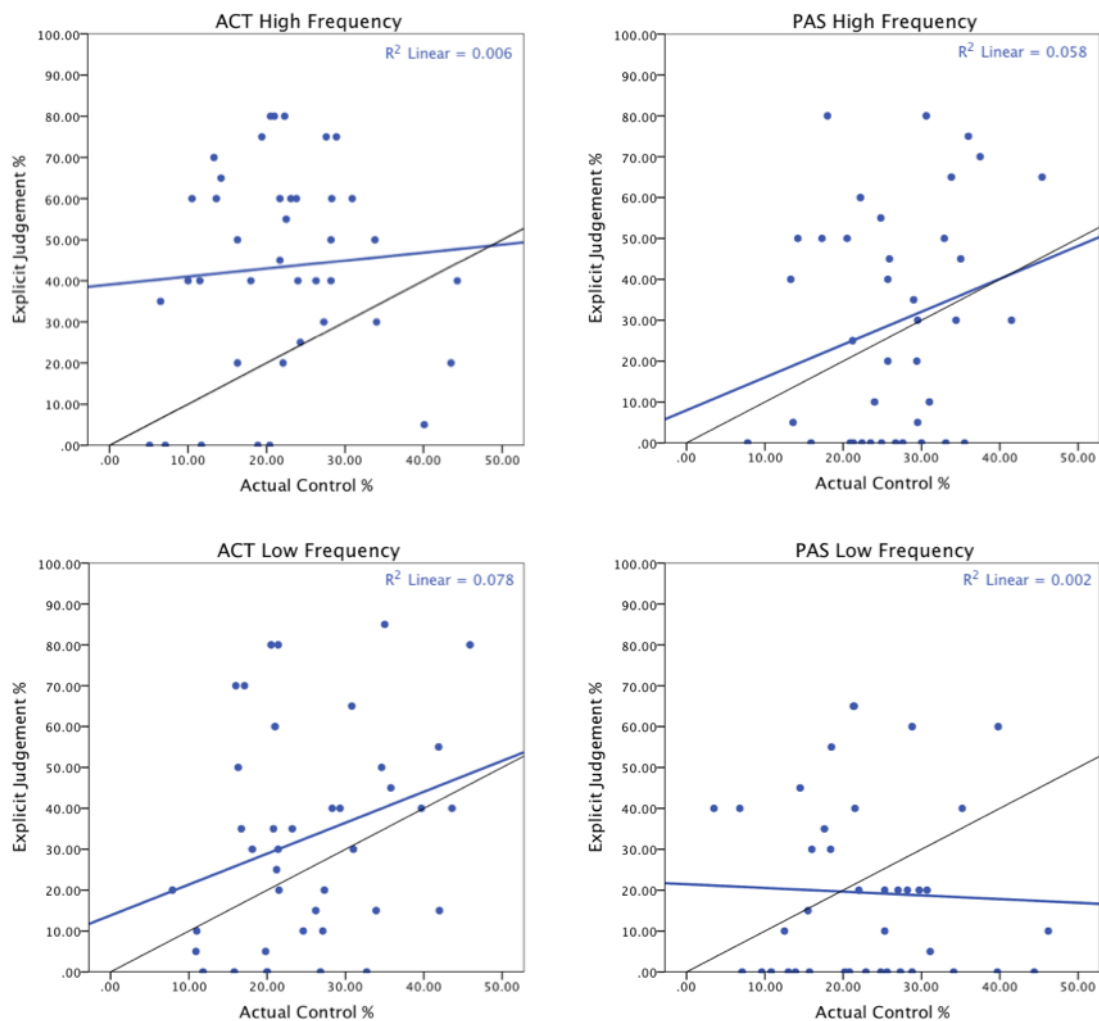 ACT High Frequency
R² Linear = 0.006
Explicit Judgement %
100.00
90.00
80.00
70.00
60.00
50.00
40.00
30.00
20.00
10.00
.00
.00 10.00 20.00 30.00 40.00 50.00
Actual Control %
PAS High Frequency
R² Linear = 0.058
Explicit Judgement %
100.00
90.00
80.00
70.00
60.00
50.00
40.00
30.00
20.00
10.00
.00
.00 10.00 20.00 30.00 40.00 50.00
Actual Control %
ACT Low Frequency
R² Linear = 0.078
Explicit Judgement %
100.00
90.00
80.00
70.00
60.00
50.00
40.00
30.00
20.00
10.00
.00
.00 10.00 20.00 30.00 40.00 50.00
Actual Control %
PAS Low Frequency
R² Linear = 0.002
Explicit Judgement %
100.00
90.00
80.00
70.00
60.00
50.00
40.00
30.00
20.00
10.00
.00
.00 10.00 20.00 30.00 40.00 50.00
Actual Control %